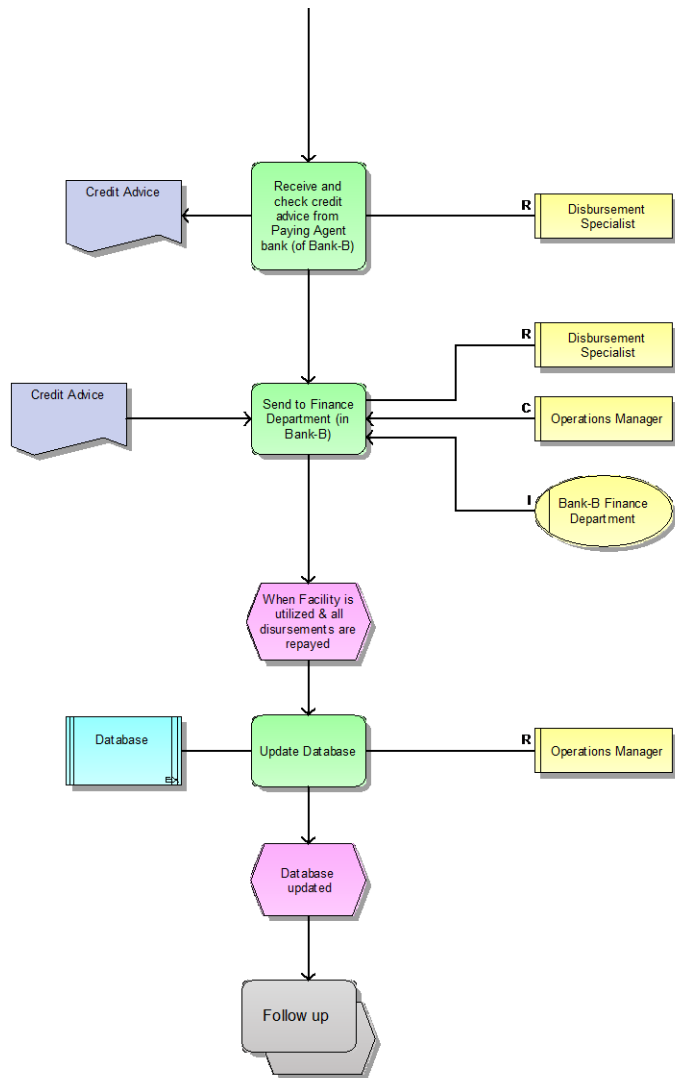 Credit Advice
Receive and
check credit
advice from
Paying Agent
bank (of Bank-B)
R
Disbursement
Specialist
R
Disbursement
Specialist
Credit Advice
Send to Finance
Department (in
Bank-B)
C
Operations Manager
I
Bank-B Finance
Department
When Facility is
utilized & all
disursements are
repayed
Database
Update Database
R
Operations Manager
Database
updated
Follow up